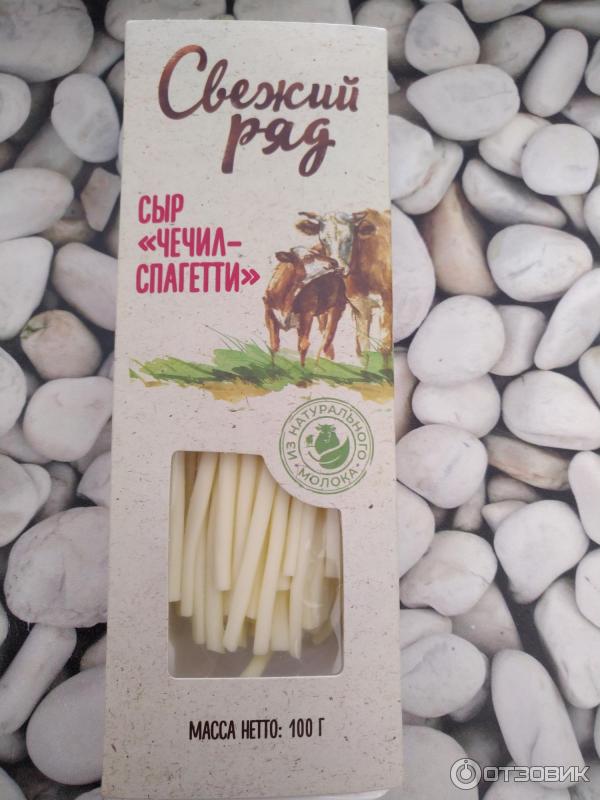 Свежий
ряд
СЫР
«ЧЕЧИЛ-
СПАГЕТТИ»
ИЗ НАТУРАЛЬНОГО
МОЛОКА
МАССА НЕТТО: 100 Г
ОТЗОВИК